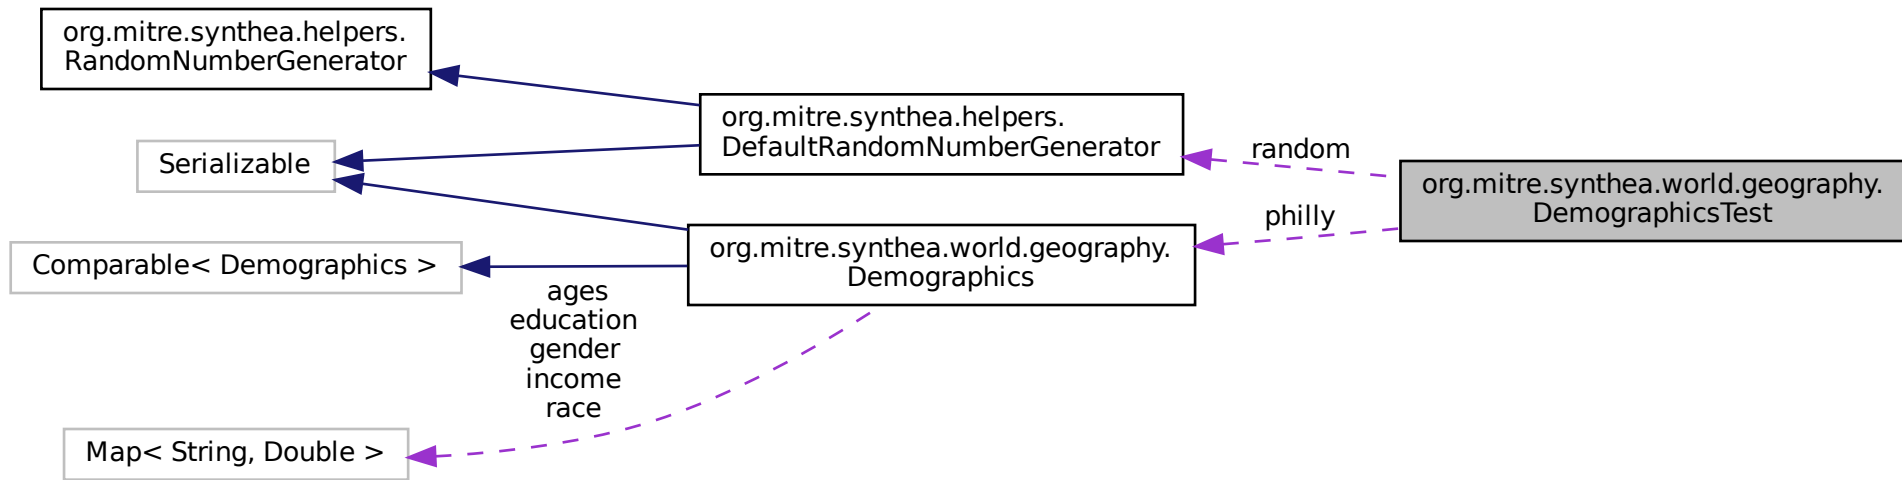 org.mitre.synthea.helpers.
RandomNumberGenerator
Serializable
Comparable< Demographics >
Map< String, Double >
ages
education
gender
income
race
org.mitre.synthea.helpers.
DefaultRandomNumberGenerator
org.mitre.synthea.world.geography.
Demographics
random
philly
org.mitre.synthea.world.geography.
DemographicsTest